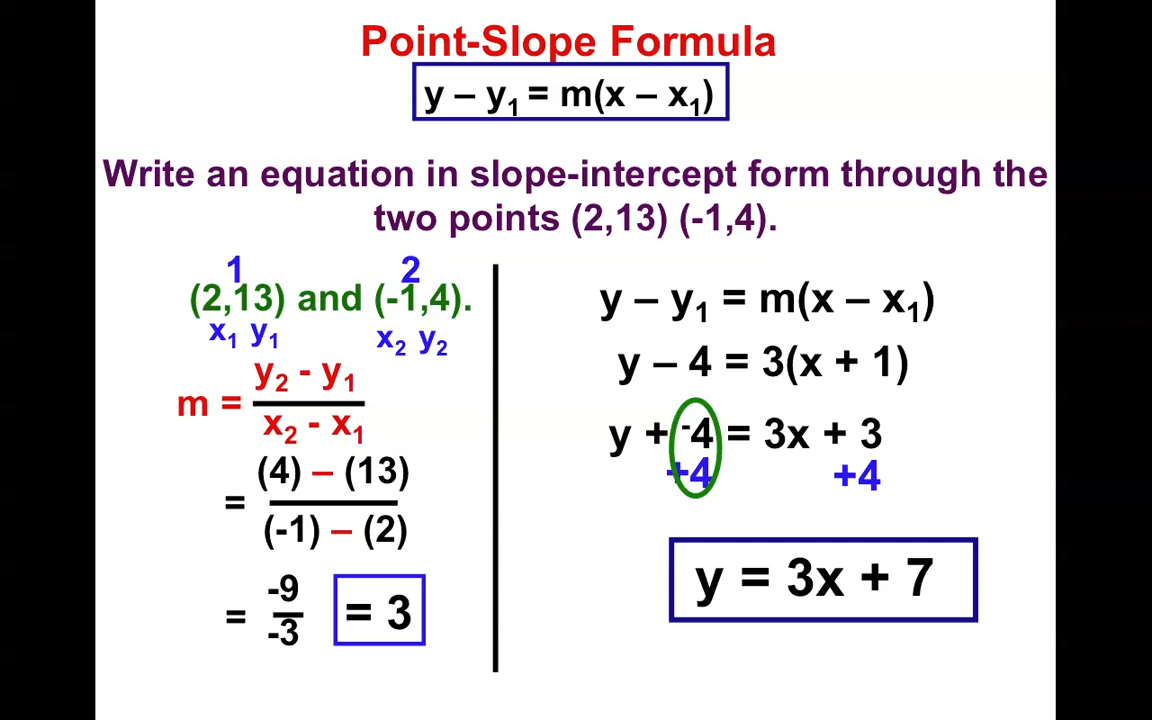 Point-Slope Formula
y – y₁ = m(x – x₁)
Write an equation in slope-intercept form through the
two points (2,13) (-1,4).
1 2
(2,13) and (-1,4).
x₁ y₁ x₂ y₂
y₂ - y₁
m =
x₂ - x₁
(4) – (13)
=
(-1) – (2)
-9
=
-3
= 3
y – y₁ = m(x – x₁)
y – 4 = 3(x + 1)
y + ⁻4 = 3x + 3
+4 +4
y = 3x + 7